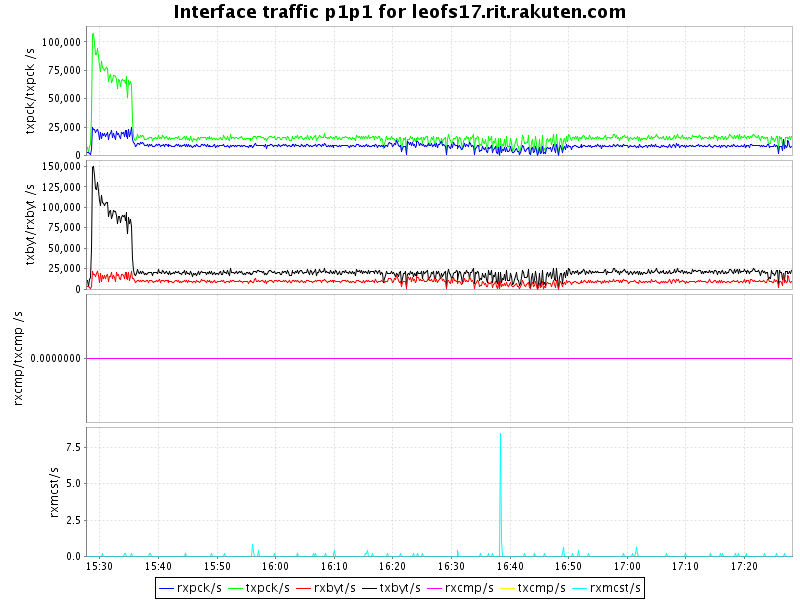 Interface traffic p1p1 for leofs17.rit.rakuten.com
txpck/txpck /s
100,000
75,000
50,000
25,000
0
txbyt/rxbyt /s
150,000
125,000
100,000
75,000
50,000
25,000
0
rxcmp/txcmp /s
0.0000000
rxmcst/s
7.5
5.0
2.5
0.0
15:30 15:40 15:50 16:00 16:10 16:20 16:30 16:40 16:50 17:00 17:10 17:20
rxpck/s txpck/s rxbyt/s txbyt/s rxcmp/s txcmp/s rxmcst/s